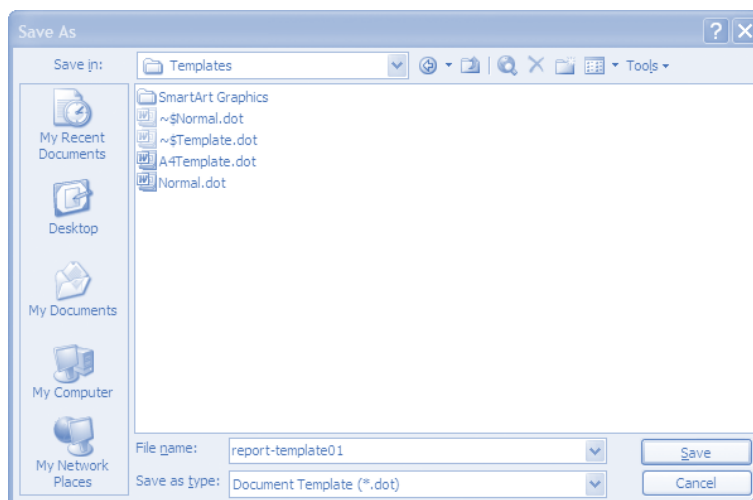 Save As
Save in: Templates Tools
SmartArt Graphics
~$Normal.dot
~$Template.dot
A4Template.dot
Normal.dot
My Recent
Documents
Desktop
My Documents
My Computer
My Network
Places
File name: report-template01 Save
Save as type: Document Template (*.dot) Cancel